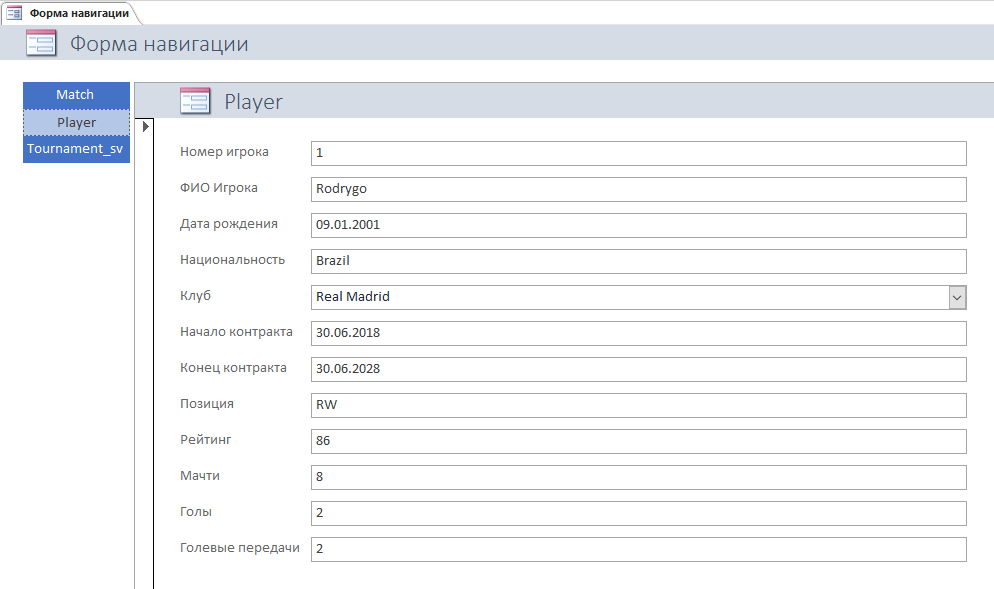 Форма навигации
Форма навигации
Match
Player
Tournament_sv
Player
Номер игрока 1
ФИО Игрока Rodrygo
Дата рождения 09.01.2001
Национальность Brazil
Клуб Real Madrid
Начало контракта 30.06.2018
Конец контракта 30.06.2028
Позиция RW
Рейтинг 86
Мачти 8
Голы 2
Голевые передачи 2